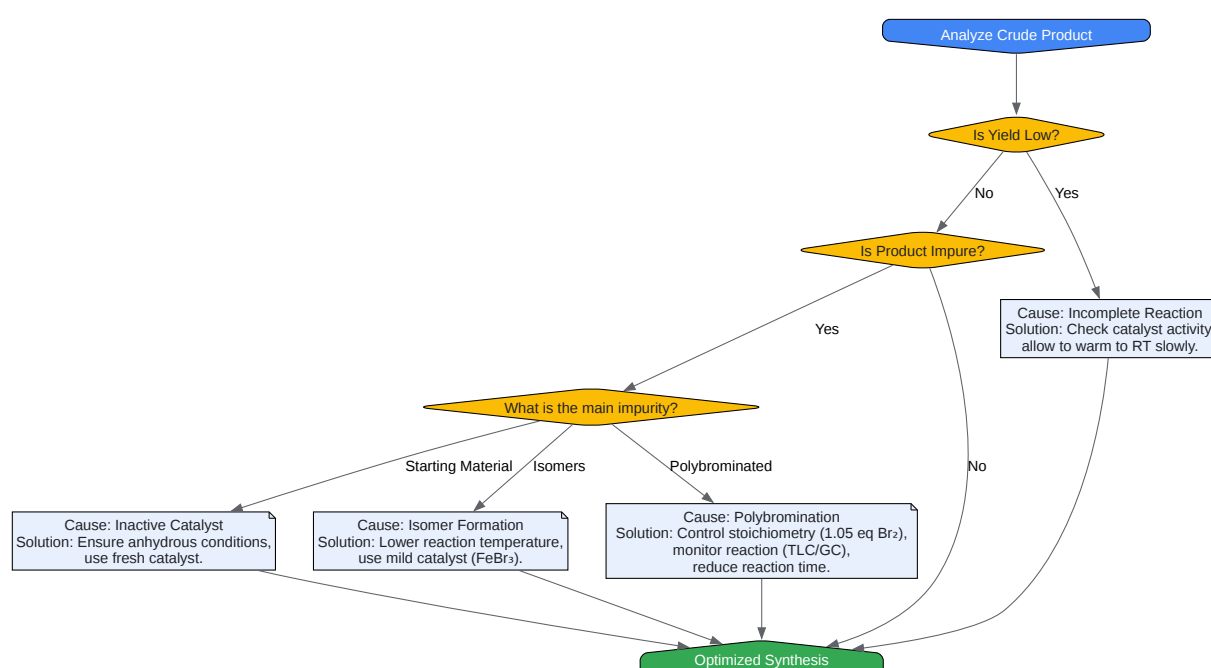 Analyze Crude Product
Is Yield Low?
No
Yes
Is Product Impure?
Cause: Incomplete Reaction
Solution: Check catalyst activity
allow to warm to RT slowly.
Yes
What is the main impurity?
Starting Material
Isomers
Polybrominated
No
Cause: Inactive Catalyst
Solution: Ensure anhydrous conditions,
use fresh catalyst.
Cause: Isomer Formation
Solution: Lower reaction temperature,
use mild catalyst (FeBr₃).
Cause: Polybromination
Solution: Control stoichiometry (1.05 eq Br₂),
monitor reaction (TLC/GC),
reduce reaction time.
Optimized Synthesis